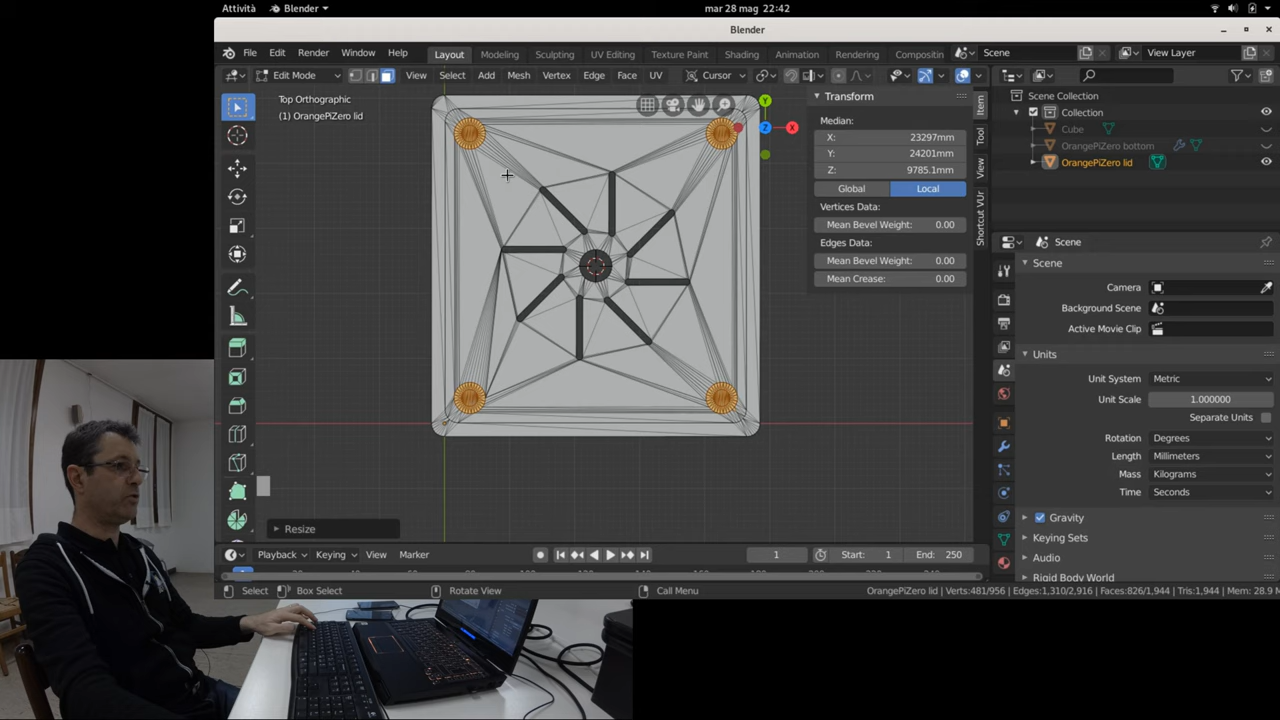 Attività
Blender
mar 28 mag 22:42
Blender
File Edit Render Window Help
Layout Modeling Sculpting UV Editing Texture Paint Shading Animation Rendering Compositin
Scene
View Layer
Edit Mode
View Select Add Mesh Vertex Edge Face UV
Cursor
Top Orthographic
(1) OrangePiZero lid
Y
Z
X
Transform
Median:
X: 23297mm
Y: 24201mm
Z: 9785.1mm
Global Local
Vertices Data:
Mean Bevel Weight: 0.00
Edges Data:
Mean Bevel Weight: 0.00
Mean Crease: 0.00
Item
Tool
View
Shortcut VUr
Scene Collection
Collection
Cube
OrangePiZero bottom
OrangePiZero lid
Scene
Scene
Camera
Background Scene
Active Movie Clip
Units
Unit System Metric
Unit Scale 1.000000
Separate Units
Rotation Degrees
Length Millimeters
Mass Kilograms
Time Seconds
Gravity
Keying Sets
Audio
Rigid Body World
Resize
Playback Keying View Marker
1
Start: 1
End: 250
Select Box Select Rotate View Call Menu
OrangePiZero lid | Verts:481/956 | Edges:1,310/2,916 | Faces:826/1,944 | Tris:1,944 | Mem: 28.9 M